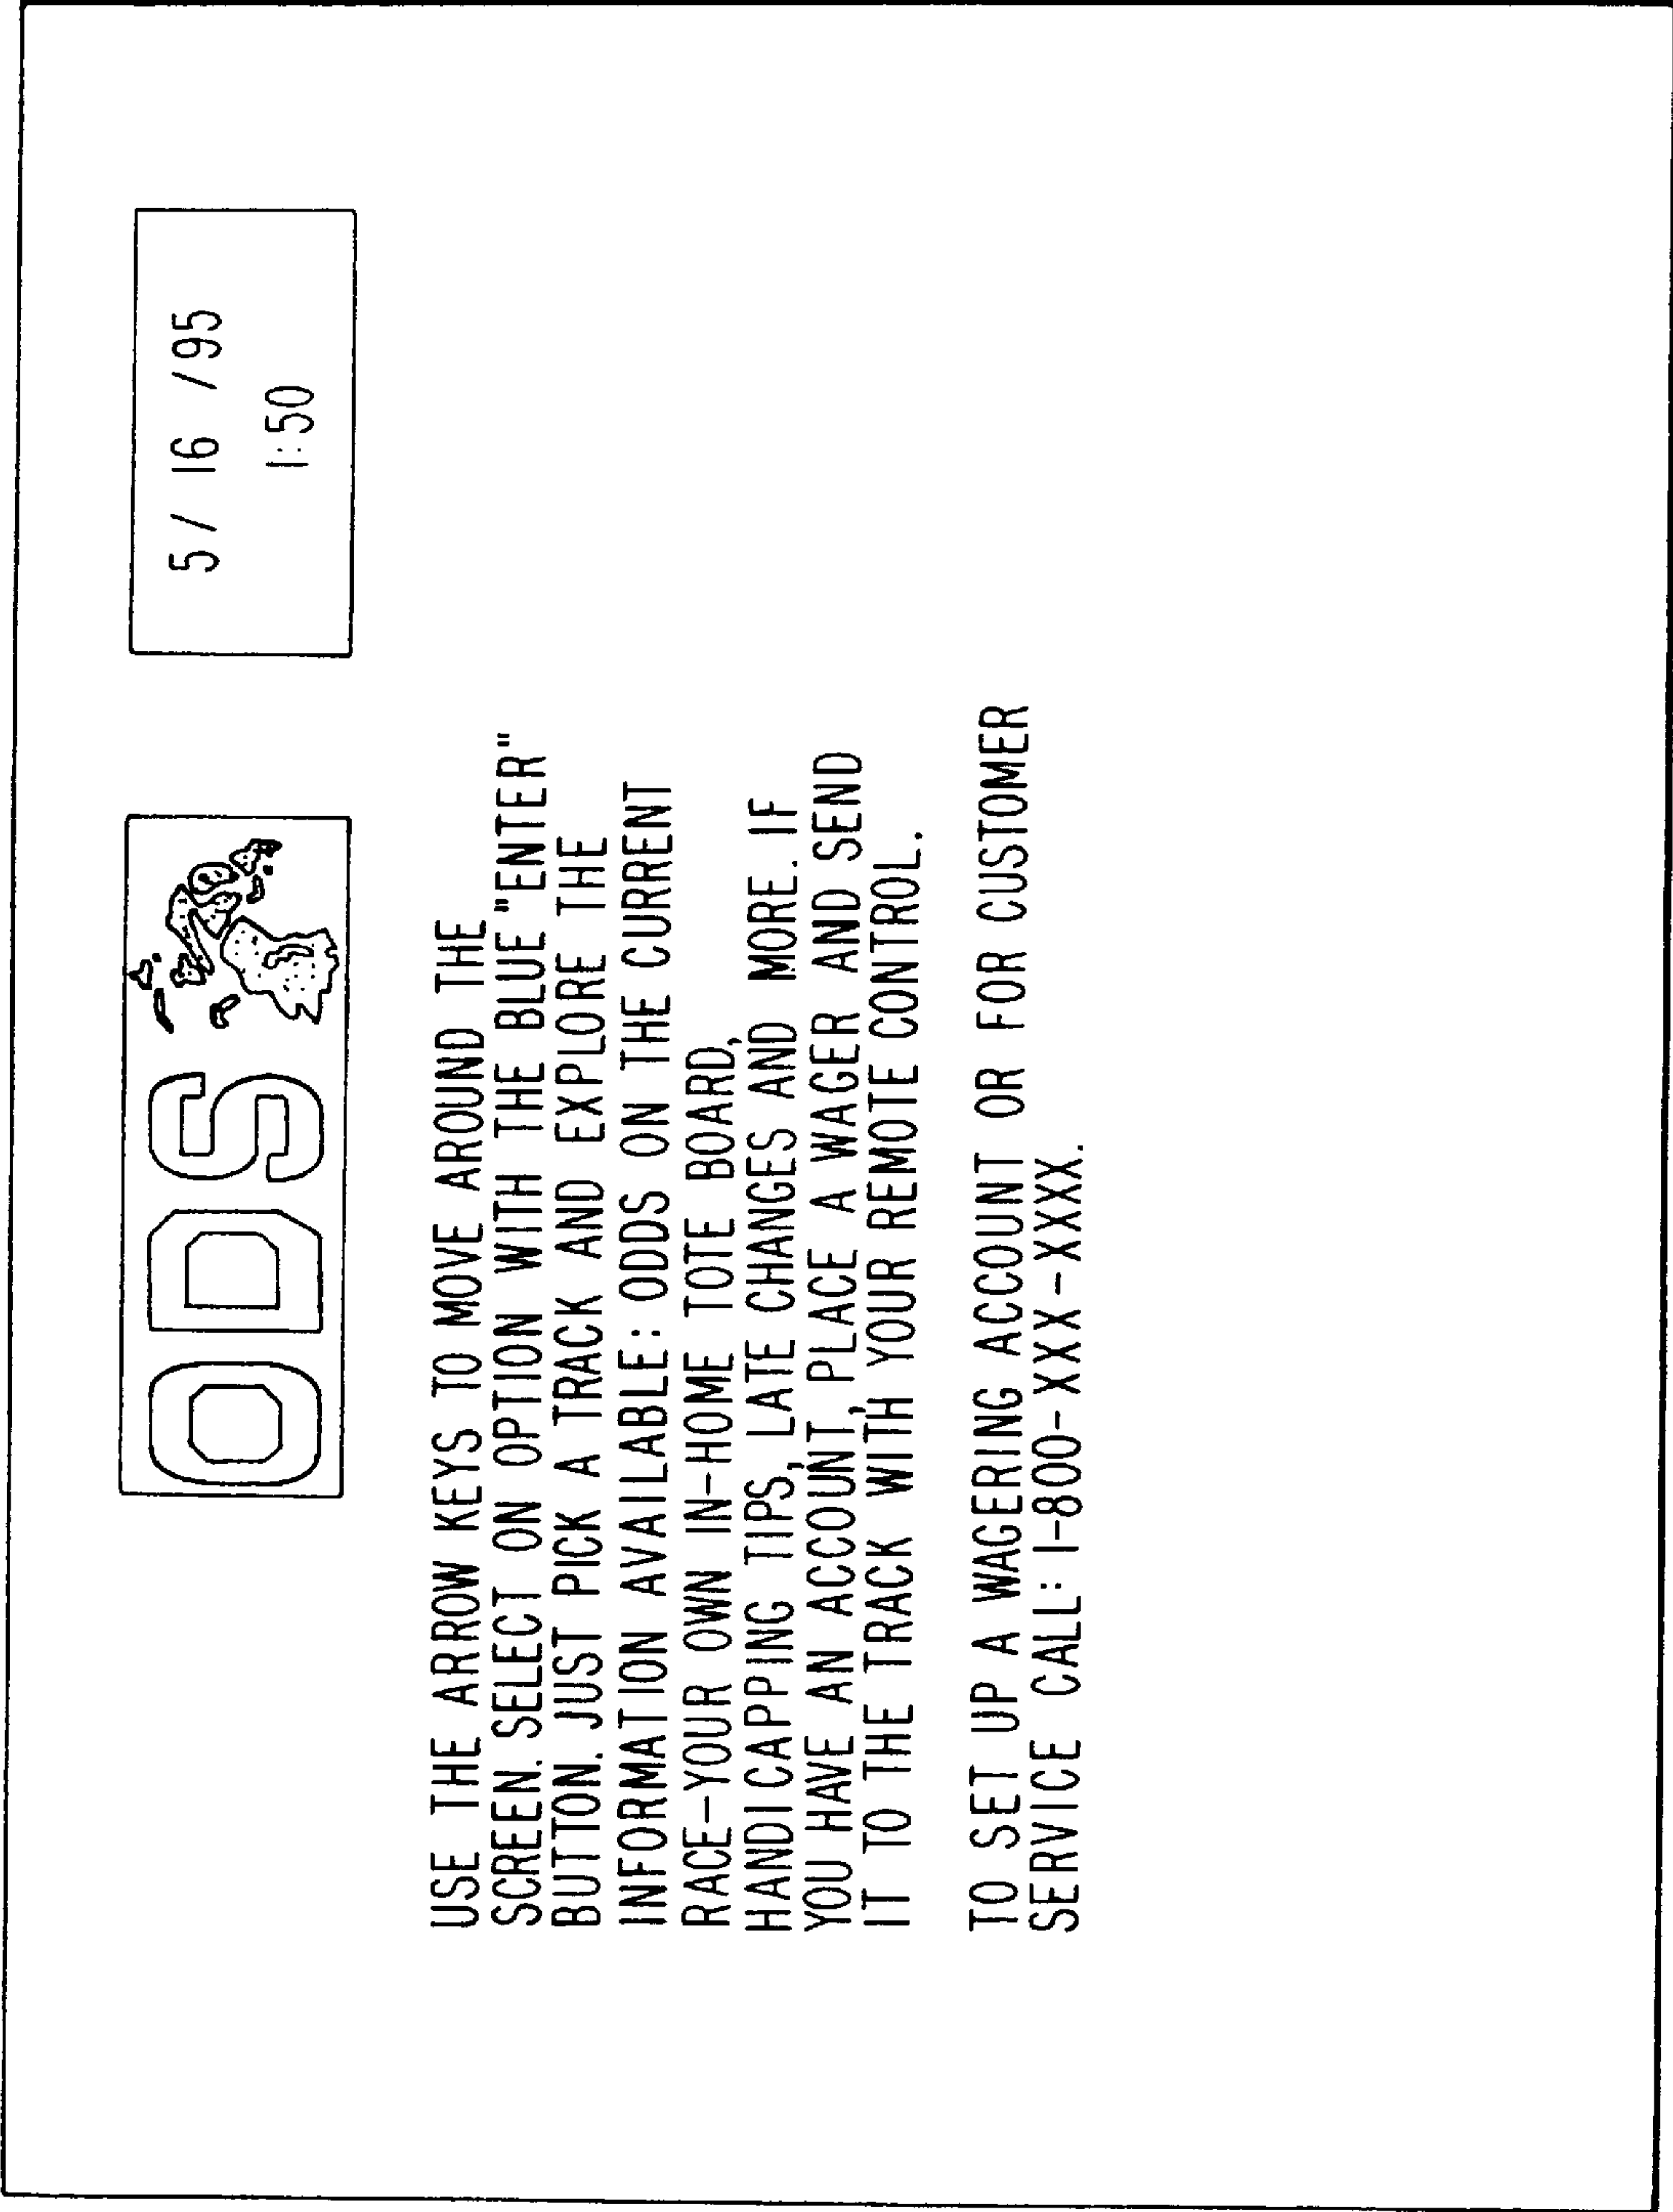 ODS
5/ 16 /95
1:50
USE THE ARROW KEYS TO MOVE AROUND THE
SCREEN. SELECT ON OPTION WITH THE BLUE "ENTER"
BUTTON. JUST PICK A TRACK AND EXPLORE THE
INFORMATION AVAILABLE: ODDS ON THE CURRENT
RACE-YOUR OWN IN-HOME TOTE BOARD,
HANDICAPPING TIPS, LATE CHANGES AND MORE. IF
YOU HAVE AN ACCOUNT, PLACE A WAGER AND SEND
IT TO THE TRACK WITH YOUR REMOTE CONTROL.
TO SET UP A WAGERING ACCOUNT OR FOR CUSTOMER
SERVICE CALL: 1-800-XXX-XXXX.